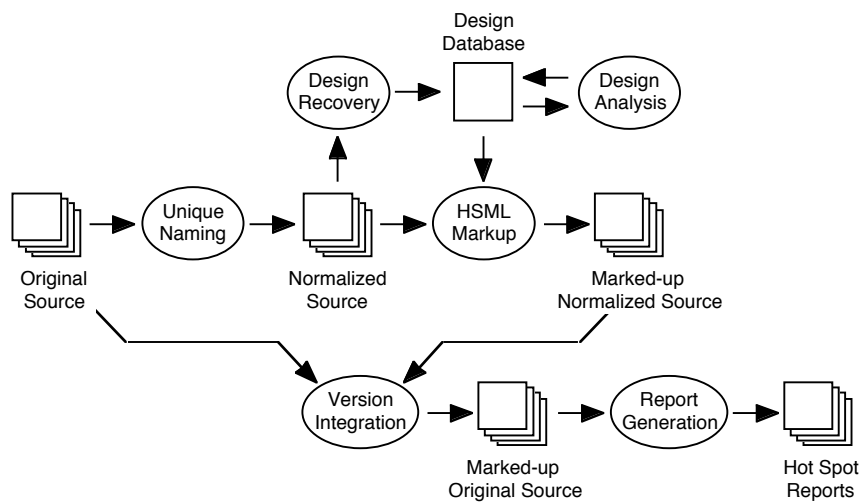 Design
Database
Design
Recovery
Design
Analysis
Unique
Naming
HSML
Markup
Original
Source
Normalized
Source
Marked-up
Normalized Source
Version
Integration
Report
Generation
Marked-up
Original Source
Hot Spot
Reports